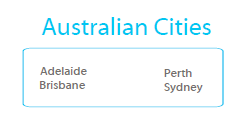 Australian Cities
Adelaide
Brisbane
Perth
Sydney